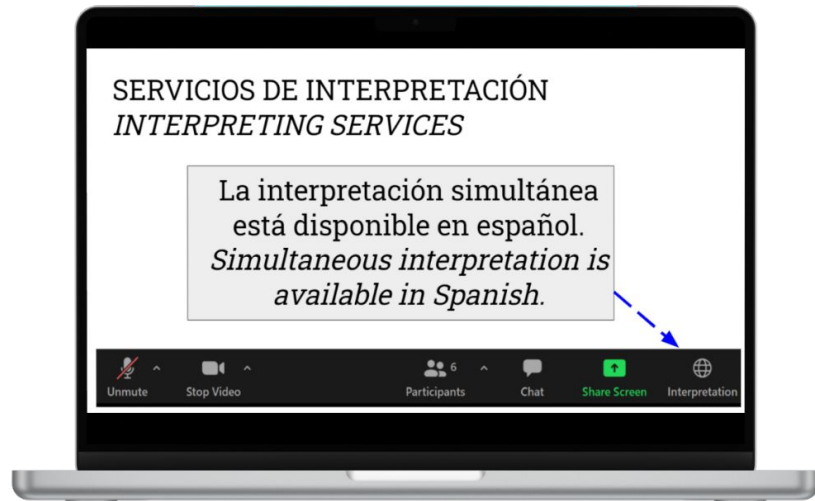 SERVICIOS DE INTERPRETACIÓN
INTERPRETING SERVICES
La interpretación simultánea
está disponible en español.
Simultaneous interpretation is
available in Spanish.
6
Unmute Stop Video Participants Chat Share Screen Interpretation